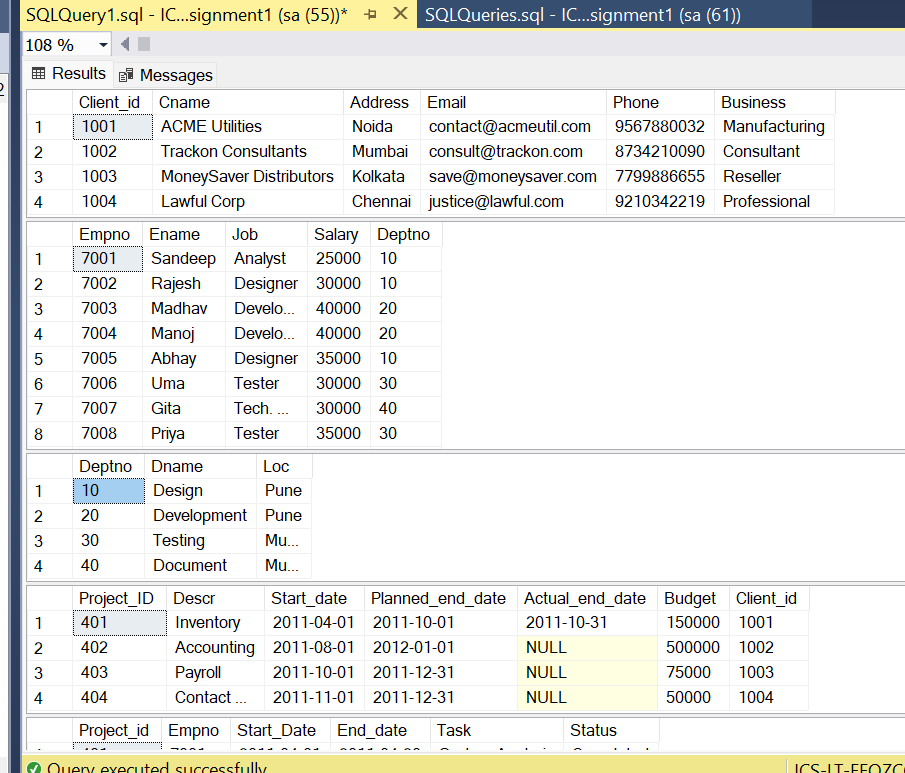 SQLQuery1.sql - IC...signment1 (sa (55))* SQLQueries.sql - IC...signment1 (sa (61))
108 %
Results Messages
Client_id Cname Address Email Phone Business
1 1001 ACME Utilities Noida contact@acmeutil.com 9567880032 Manufacturing
2 1002 Trackon Consultants Mumbai consult@trackon.com 8734210090 Consultant
3 1003 MoneySaver Distributors Kolkata save@moneysaver.com 7799886655 Reseller
4 1004 Lawful Corp Chennai justice@lawful.com 9210342219 Professional
Empno Ename Job Salary Deptno
1 7001 Sandeep Analyst 25000 10
2 7002 Rajesh Designer 30000 10
3 7003 Madhav Develo... 40000 20
4 7004 Manoj Develo... 40000 20
5 7005 Abhay Designer 35000 10
6 7006 Uma Tester 30000 30
7 7007 Gita Tech. ... 30000 40
8 7008 Priya Tester 35000 30
Deptno Dname Loc
1 10 Design Pune
2 20 Development Pune
3 30 Testing Mu...
4 40 Document Mu...
Project_ID Descr Start_date Planned_end_date Actual_end_date Budget Client_id
1 401 Inventory 2011-04-01 2011-10-01 2011-10-31 150000 1001
2 402 Accounting 2011-08-01 2012-01-01 NULL 500000 1002
3 403 Payroll 2011-10-01 2011-12-31 NULL 75000 1003
4 404 Contact ... 2011-11-01 2011-12-31 NULL 50000 1004
Project_id Empno Start_Date End_date Task Status
Query executed successfully